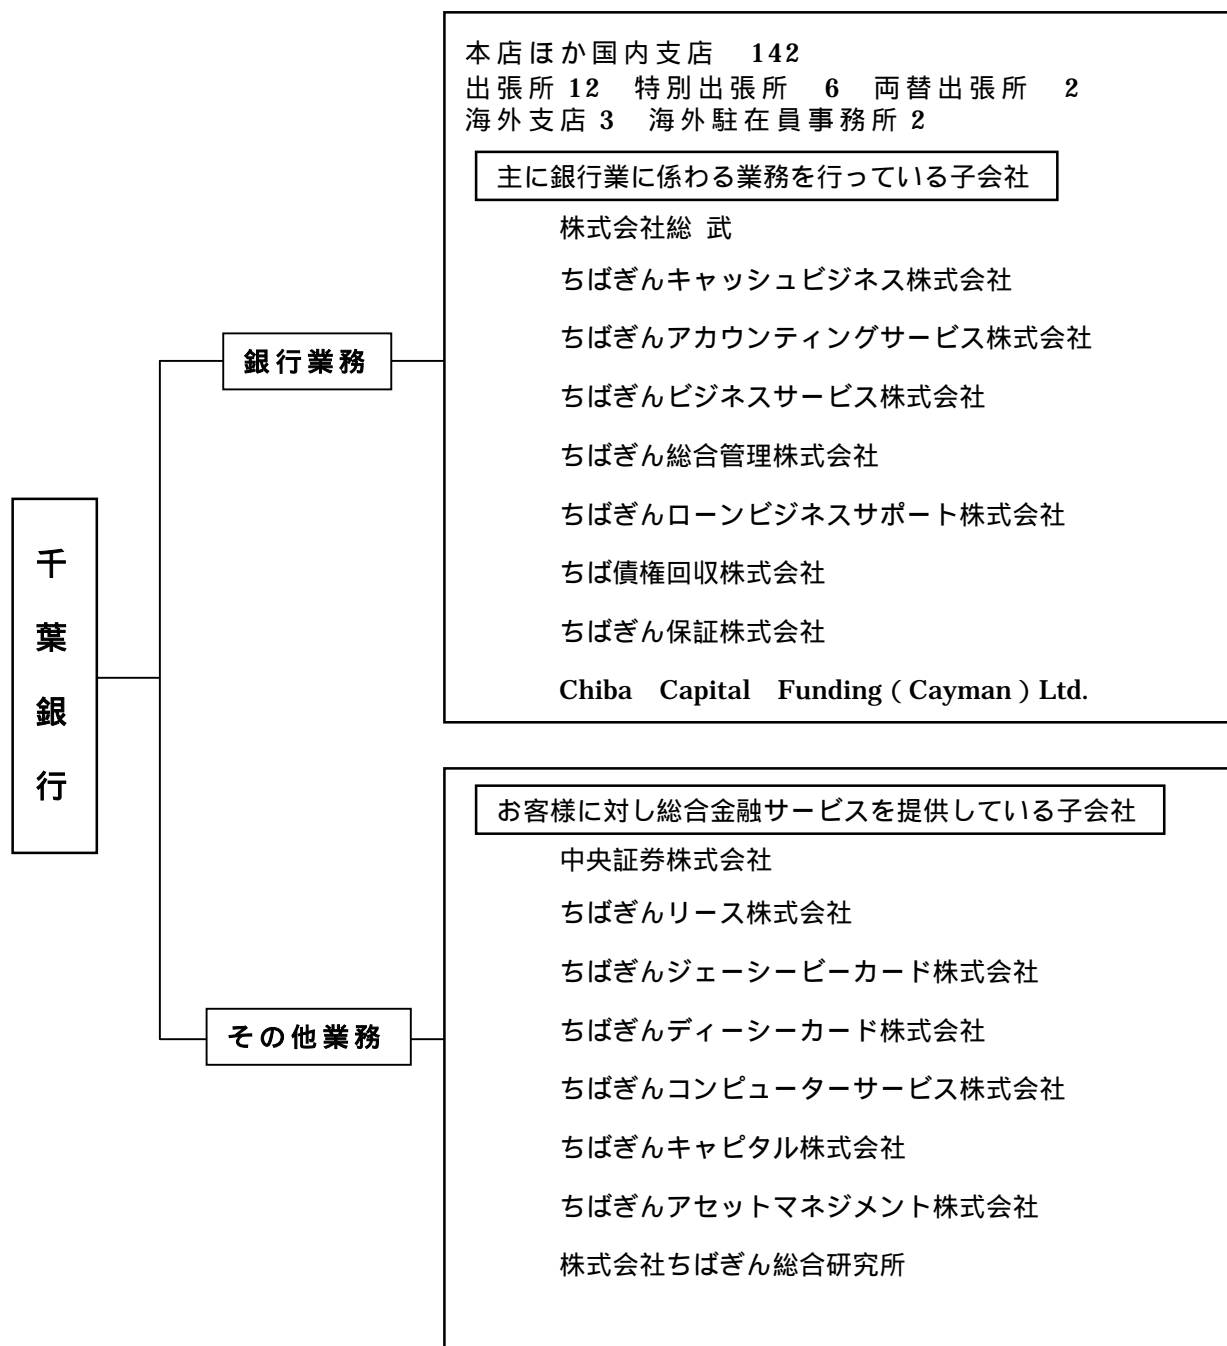 千葉銀行
銀行業務
本店ほか国内支店　142
出張所 12　特別出張所　6　両替出張所　2
海外支店 3　海外駐在員事務所 2
主に銀行業に係わる業務を行っている子会社
株式会社総 武
ちばぎんキャッシュビジネス株式会社
ちばぎんアカウンティングサービス株式会社
ちばぎんビジネスサービス株式会社
ちばぎん総合管理株式会社
ちばぎんローンビジネスサポート株式会社
ちば債権回収株式会社
ちばぎん保証株式会社
Chiba　Capital　Funding ( Cayman ) Ltd.
その他業務
お客様に対し総合金融サービスを提供している子会社
中央証券株式会社
ちばぎんリース株式会社
ちばぎんジェーシービーカード株式会社
ちばぎんディーシーカード株式会社
ちばぎんコンピューターサービス株式会社
ちばぎんキャピタル株式会社
ちばぎんアセットマネジメント株式会社
株式会社ちばぎん総合研究所